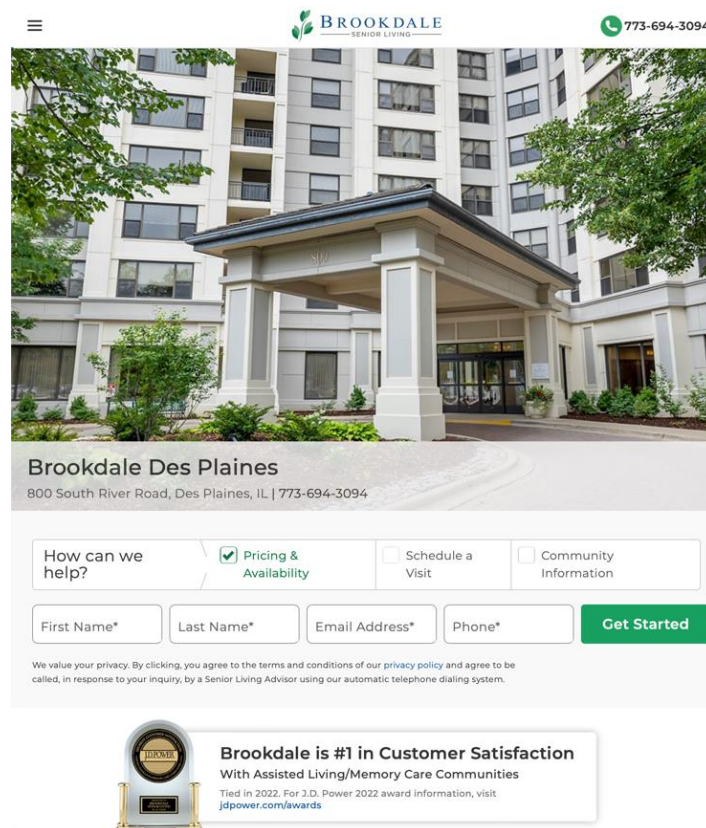 BROOKDALE
SENIOR LIVING
773-694-3094
800
Brookdale Des Plaines
800 South River Road, Des Plaines, IL | 773-694-3094
How can we
help?
Pricing &
Availability
Schedule a
Visit
Community
Information
First Name*
Last Name*
Email Address*
Phone*
Get Started
We value your privacy. By clicking, you agree to the terms and conditions of our privacy policy and agree to be
called, in response to your inquiry, by a Senior Living Advisor using our automatic telephone dialing system.
J.D.POWER
Brookdale is #1 in Customer Satisfaction
With Assisted Living/Memory Care Communities
Tied in 2022. For J.D. Power 2022 award information, visit
jdpower.com/awards